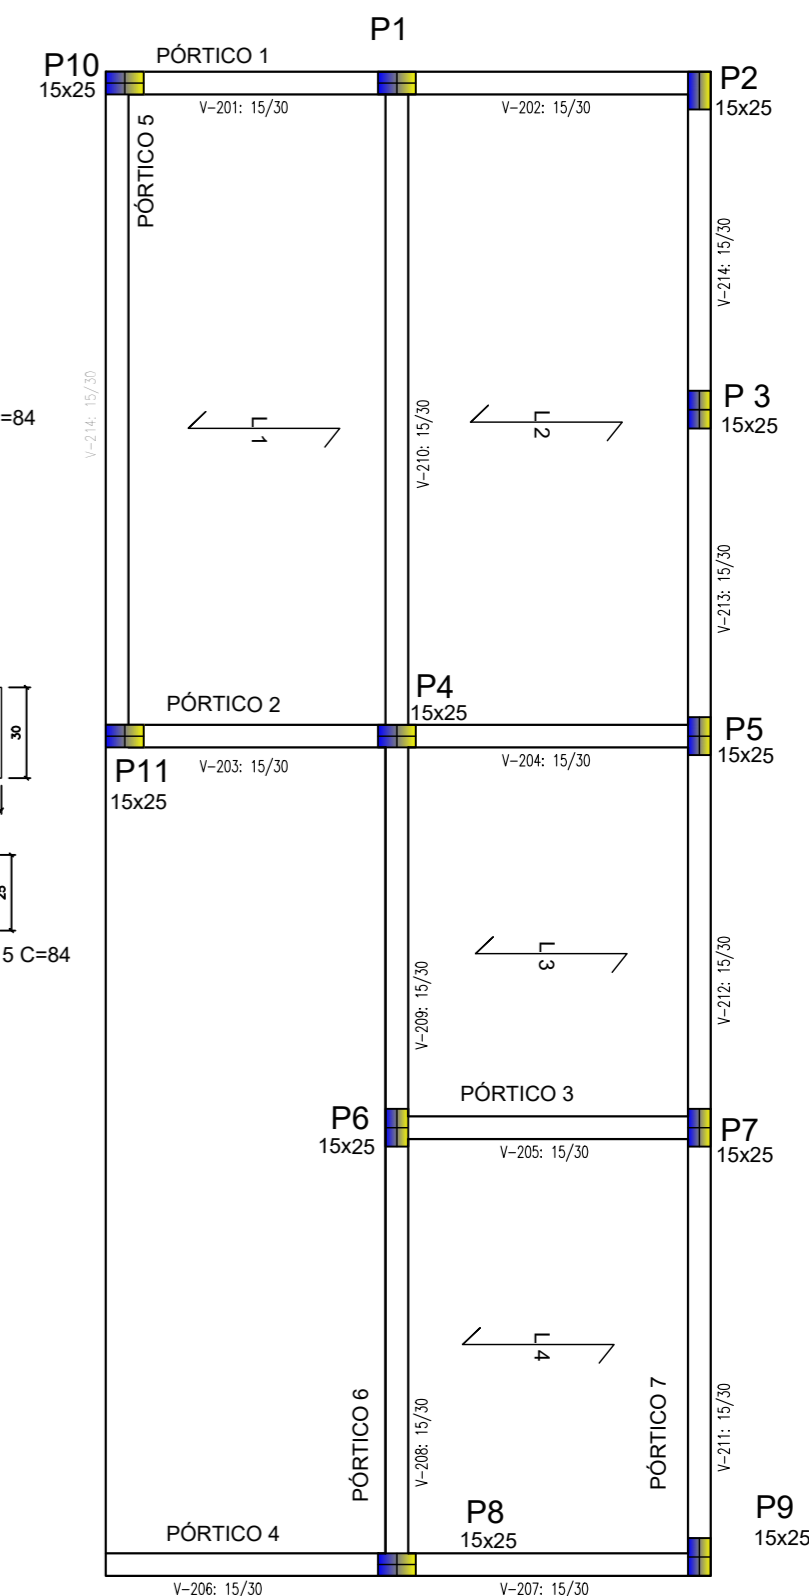 P1
PÓRTICO 1
P10
15x25
P2
15x25
V-201: 15/30
V-202: 15/30
PÓRTICO 5
V-214: 15/30
V-214: 15/30
P 3
15x25
=84
L 1
V-210: 15/30
L 2
V-213: 15/30
P4
15x25
PÓRTICO 2
P5
15x25
30
V-203: 15/30
V-204: 15/30
P11
15x25
25
5 C=84
L 3
V-209: 15/30
V-212: 15/30
PÓRTICO 3
P6
15x25
P7
15x25
V-205: 15/30
L 4
PÓRTICO 6
V-208: 15/30
PÓRTICO 7
V-211: 15/30
P8
15x25
P9
15x25
PÓRTICO 4
V-206: 15/30
V-207: 15/30